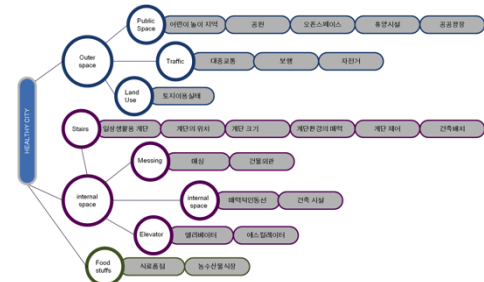 HEALTHY CITY
Outer
space
Public
Space
어린이 놀이 지역
공원
오픈스페이스
휴양시설
공공광장
Traffic
대중교통
보행
자전거
Land
Use
토지이용실태
Stairs
일상생활용 계단
계단의 위치
계단 크기
계단환경의 매력
계단 제어
건축배치
internal
space
Messing
매싱
건물외관
internal
space
매력적인동선
건축 시설
Elevator
엘리베이터
에스컬레이터
Food
stuffs
식료품점
농수산물시장